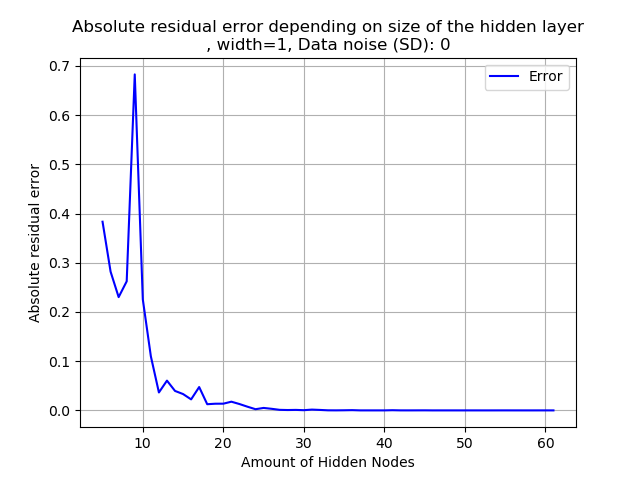 Absolute residual error depending on size of the hidden layer
, width=1, Data noise (SD): 0
Error
0.7
0.6
0.5
0.4
0.3
0.2
0.1
0.0
Absolute residual error
10 20 30 40 50 60
Amount of Hidden Nodes